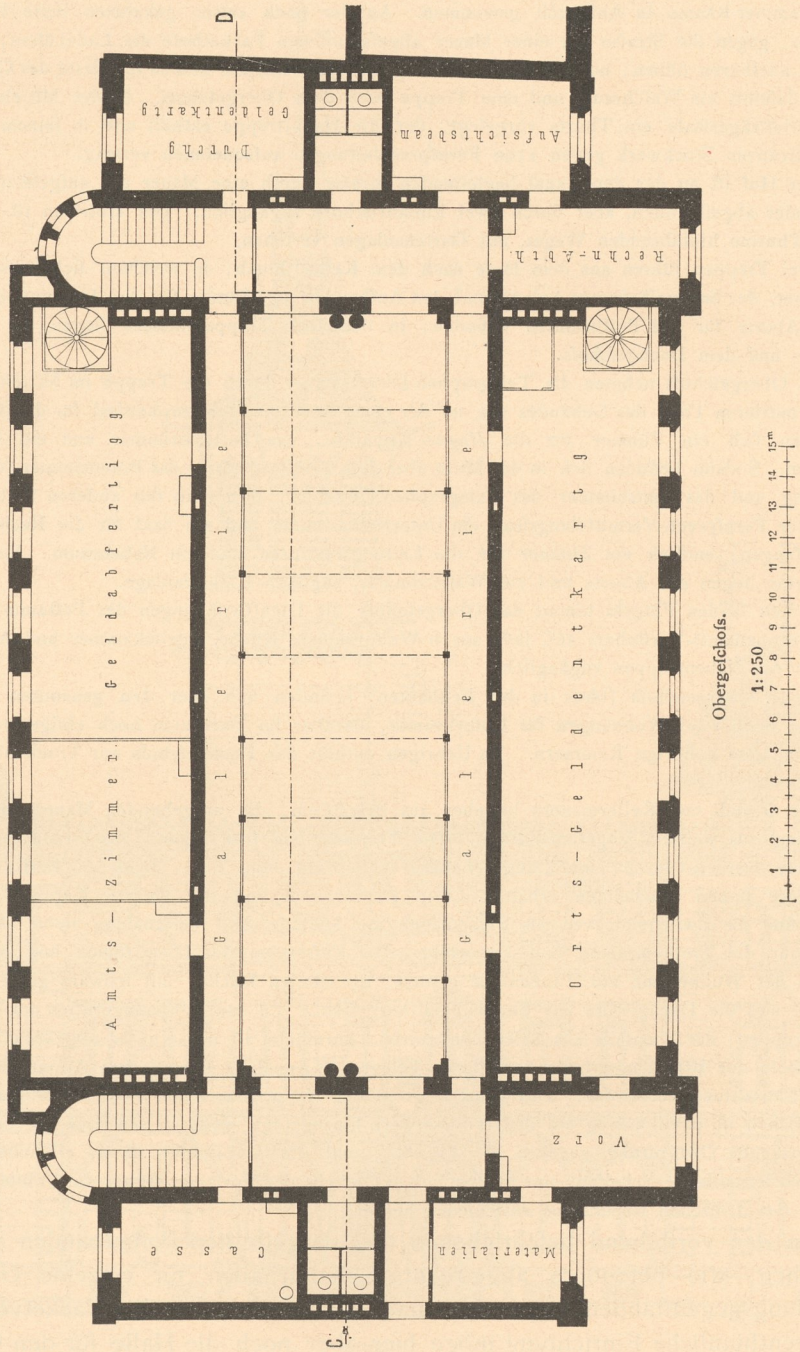 D
Durchg
Geldentkartg
Aufsichtsbeam.
Rechn-Abth.
Geldabfertigg
Amts-Zimmer.
Galerie
Galerie
Orts-Geldentkartg
Vorz
Casse
Materialien
C.
Obergeſchoſs.
1:250
1 2 3 4 5 6 7 8 9 10 11 12 13 14 15m